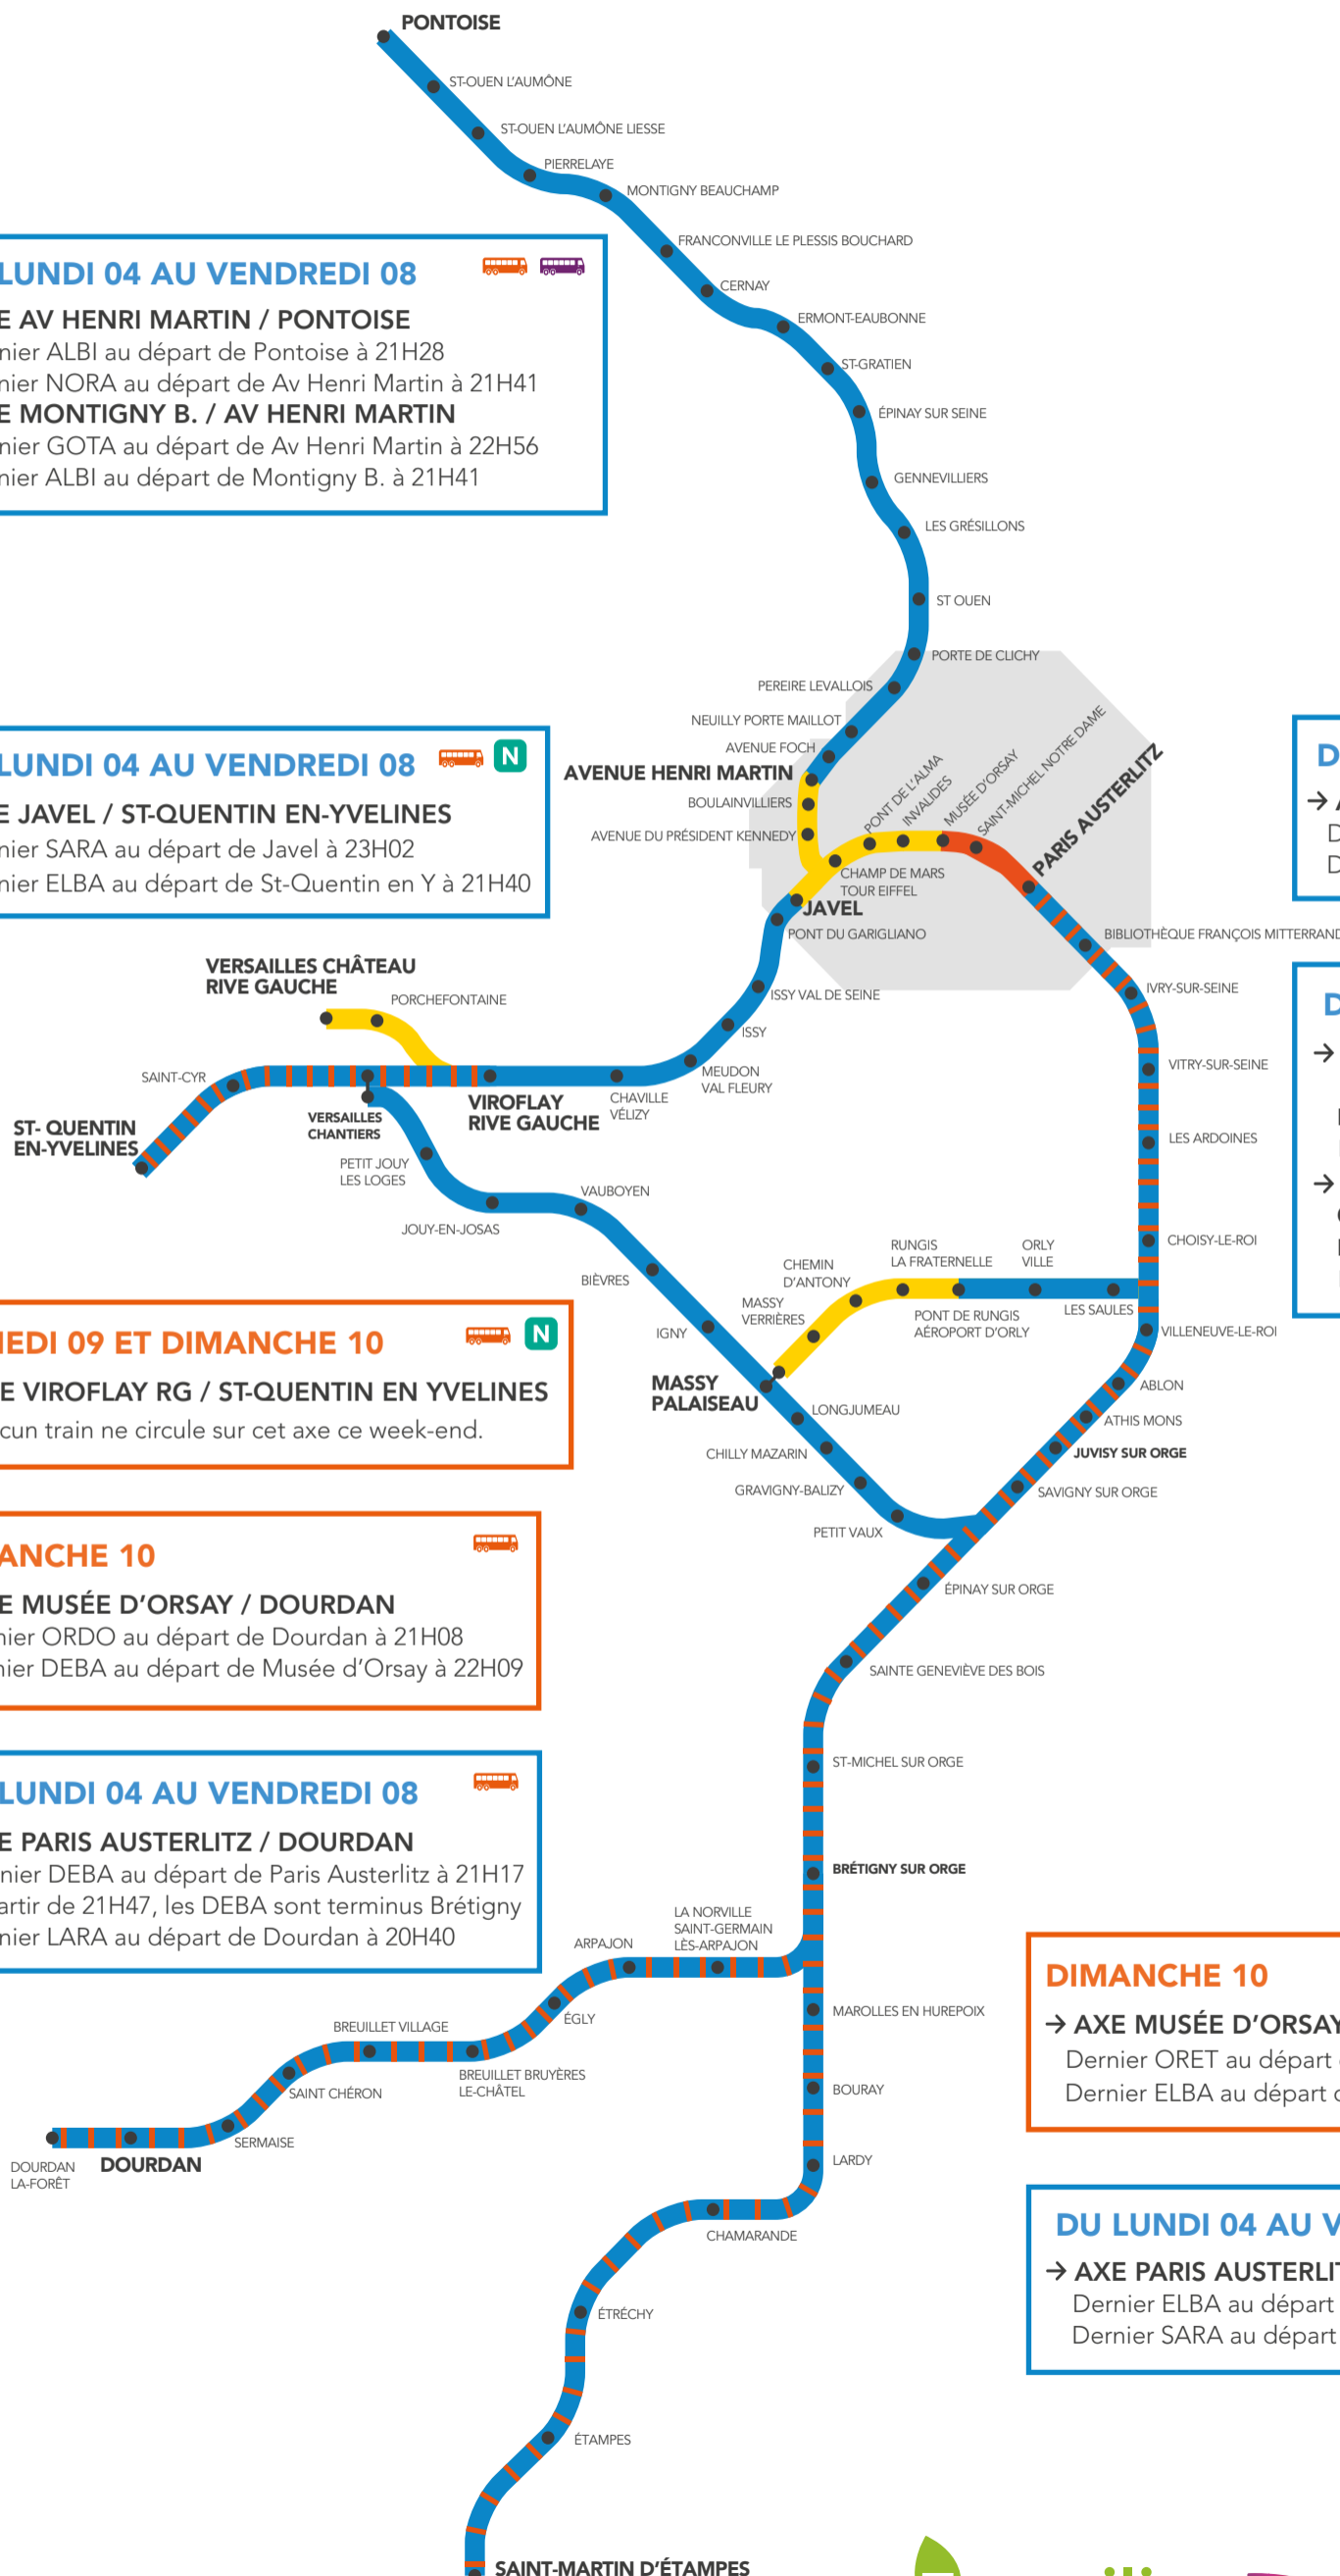 PONTOISE
ST-OUEN L'AUMÔNE
ST-OUEN L'AUMÔNE LIESSE
PIERRELAYE
MONTIGNY BEAUCHAMP
FRANCONVILLE LE PLESSIS BOUCHARD
CERNAY
ERMONT-EAUBONNE
ST-GRATIEN
ÉPINAY SUR SEINE
GENNEVILLIERS
LES GRÉSILLONS
ST OUEN
PORTE DE CLICHY
PEREIRE LEVALLOIS
NEUILLY PORTE MAILLOT
AVENUE FOCH
AVENUE HENRI MARTIN
BOULAINVILLIERS
AVENUE DU PRÉSIDENT KENNEDY
PONT DE L'ALMA
INVALIDES
MUSÉE D'ORSAY
SAINT-MICHEL NOTRE DAME
PARIS AUSTERLITZ
CHAMP DE MARS
TOUR EIFFEL
JAVEL
PONT DU GARIGLIANO
BIBLIOTHÈQUE FRANÇOIS MITTERRAND
ISSY VAL DE SEINE
IVRY-SUR-SEINE
ISSY
VITRY-SUR-SEINE
MEUDON
VAL FLEURY
CHAVILLE
VÉLIZY
VIROFLAY
RIVE GAUCHE
VERSAILLES CHÂTEAU
RIVE GAUCHE
PORCHEFONTAINE
SAINT-CYR
ST- QUENTIN
EN-YVELINES
VERSAILLES
CHANTIERS
PETIT JOUY
LES LOGES
JOUY-EN-JOSAS
VAUBOYEN
BIÈVRES
IGNY
MASSY
PALAISEAU
MASSY
VERRIÈRES
CHEMIN
D'ANTONY
RUNGIS
LA FRATERNELLE
PONT DE RUNGIS
AÉROPORT D'ORLY
ORLY
VILLE
LES SAULES
LES ARDOINES
CHOISY-LE-ROI
VILLENEUVE-LE-ROI
ABLON
ATHIS MONS
JUVISY SUR ORGE
SAVIGNY SUR ORGE
LONGJUMEAU
CHILLY MAZARIN
GRAVIGNY-BALIZY
PETIT VAUX
ÉPINAY SUR ORGE
SAINTE GENEVIÈVE DES BOIS
ST-MICHEL SUR ORGE
BRÉTIGNY SUR ORGE
LA NORVILLE
SAINT-GERMAIN
LÈS-ARPAJON
ARPAJON
ÉGLY
BREUILLET BRUYÈRES
LE-CHÂTEL
BREUILLET VILLAGE
SAINT CHÉRON
SERMAISE
DOURDAN
DOURDAN
LA-FORÊT
MAROLLES EN HUREPOIX
BOURAY
LARDY
CHAMARANDE
ÉTRÉCHY
ÉTAMPES
SAINT-MARTIN D'ÉTAMPES
LUNDI 04 AU VENDREDI 08
E AV HENRI MARTIN / PONTOISE
nier ALBI au départ de Pontoise à 21H28
nier NORA au départ de Av Henri Martin à 21H41
E MONTIGNY B. / AV HENRI MARTIN
nier GOTA au départ de Av Henri Martin à 22H56
nier ALBI au départ de Montigny B. à 21H41
LUNDI 04 AU VENDREDI 08
N
E JAVEL / ST-QUENTIN EN-YVELINES
nier SARA au départ de Javel à 23H02
nier ELBA au départ de St-Quentin en Y à 21H40
IEDI 09 ET DIMANCHE 10
N
E VIROFLAY RG / ST-QUENTIN EN YVELINES
cun train ne circule sur cet axe ce week-end.
ANCHE 10
E MUSÉE D'ORSAY / DOURDAN
nier ORDO au départ de Dourdan à 21H08
nier DEBA au départ de Musée d'Orsay à 22H09
LUNDI 04 AU VENDREDI 08
E PARIS AUSTERLITZ / DOURDAN
nier DEBA au départ de Paris Austerlitz à 21H17
artir de 21H47, les DEBA sont terminus Brétigny
nier LARA au départ de Dourdan à 20H40
D
→
D
D
D
→
→
DIMANCHE 10
→ AXE MUSÉE D'ORSAY
Dernier ORET au départ
Dernier ELBA au départ
DU LUNDI 04 AU V
→ AXE PARIS AUSTERLIT
Dernier ELBA au départ
Dernier SARA au départ